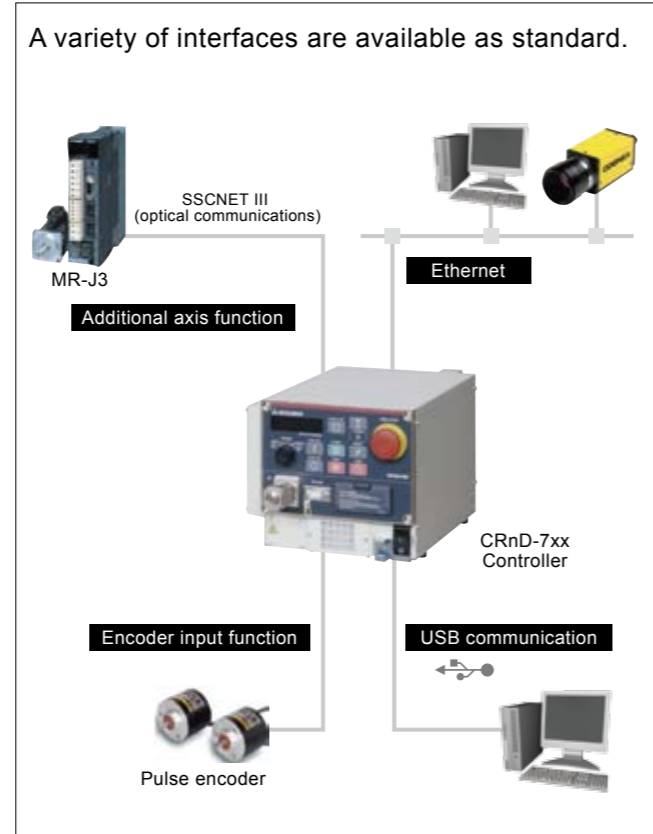 A variety of interfaces are available as standard.
SSCNET III
(optical communications)
MR-J3
Ethernet
Additional axis function
CRnD-7xx
Controller
Encoder input function
USB communication
Pulse encoder